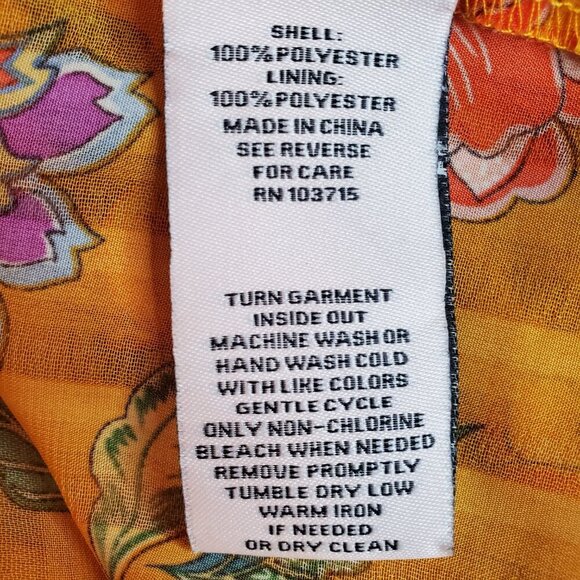 SHELL:
100% POLYESTER
LINING:
100% POLYESTER
MADE IN CHINA
SEE REVERSE
FOR CARE
RN 103715
TURN GARMENT
INSIDE OUT
MACHINE WASH OR
HAND WASH COLD
WITH LIKE COLORS
GENTLE CYCLE
ONLY NON-CHLORINE
BLEACH WHEN NEEDED
REMOVE PROMPTLY
TUMBLE DRY LOW
WARM IRON
IF NEEDED
OR DRY CLEAN